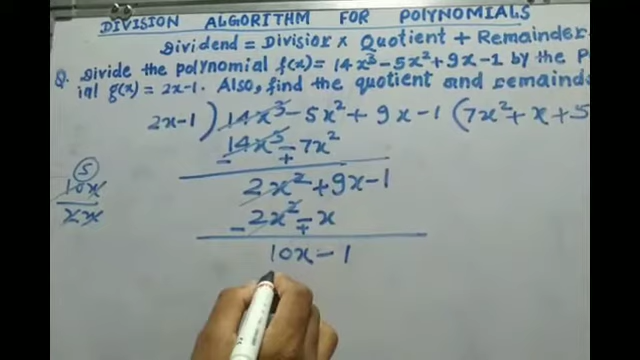 DIVISION ALGORITHM FOR POLYNOMIALS
Dividend = Divisior × Quotient + Remainder
Q. Divide the polynomial f(x) = 14x³ - 5x² + 9x - 1 by the
ial g(x) = 2x-1. Also, find the quotient and
2x-1 ) 14x³ - 5x² + 9x - 1 ( 7x² + x + 5
14x³ - 7x²
- +
2x² + 9x - 1
2x² - x
- +
10x - 1
5
10x
2x